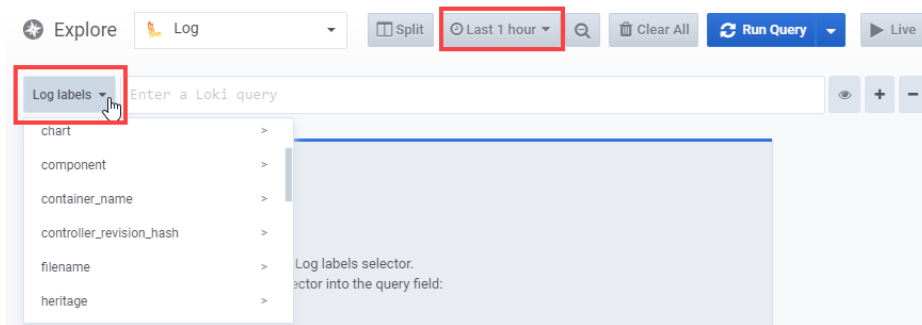 Explore Log Split Last 1 hour Clear All Run Query Live
Log labels Enter a Loki query
chart >
component >
container_name >
controller_revision_hash >
filename >
heritage >
Log labels selector.
ector into the query field: